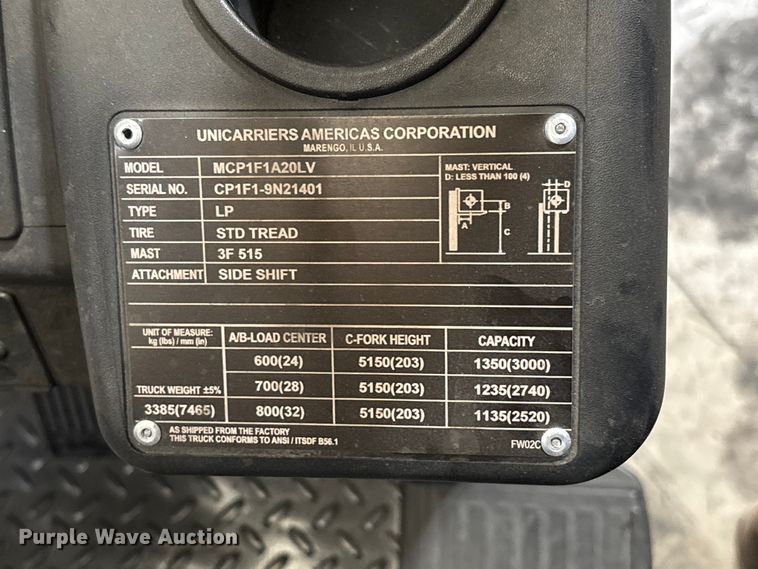 UNICARRIERS AMERICAS CORPORATION
MARENGO, IL U.S.A.
MODEL MCP1F1A20LV
SERIAL NO. CP1F1-9N21401
TYPE LP
TIRE STD TREAD
MAST 3F 515
ATTACHMENT SIDE SHIFT
MAST: VERTICAL
D: LESS THAN 100 (4)
D
B
A
C
UNIT OF MEASURE:
kg (lbs) / mm (in)
A/B-LOAD CENTER C-FORK HEIGHT CAPACITY
600(24) 5150(203) 1350(3000)
TRUCK WEIGHT ±5% 700(28) 5150(203) 1235(2740)
3385(7465) 800(32) 5150(203) 1135(2520)
AS SHIPPED FROM THE FACTORY
THIS TRUCK CONFORMS TO ANSI / ITSDF B56.1
FW02C
Purple Wave Auction